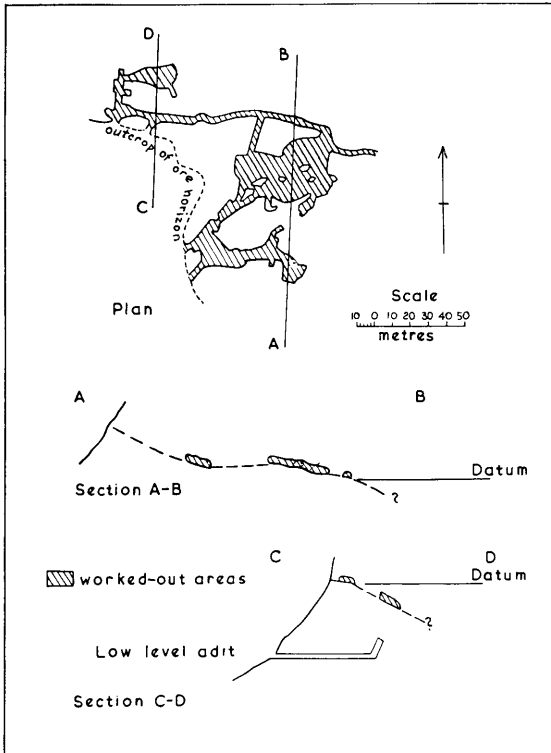 D
B
outcrop of ore horizon
C
Plan
Scale
10 0 10 20 30 40 50
metres
A
A
B
Datum
?
Section A-B
C
D
worked-out areas
Datum
?
Low level adit
Section C-D